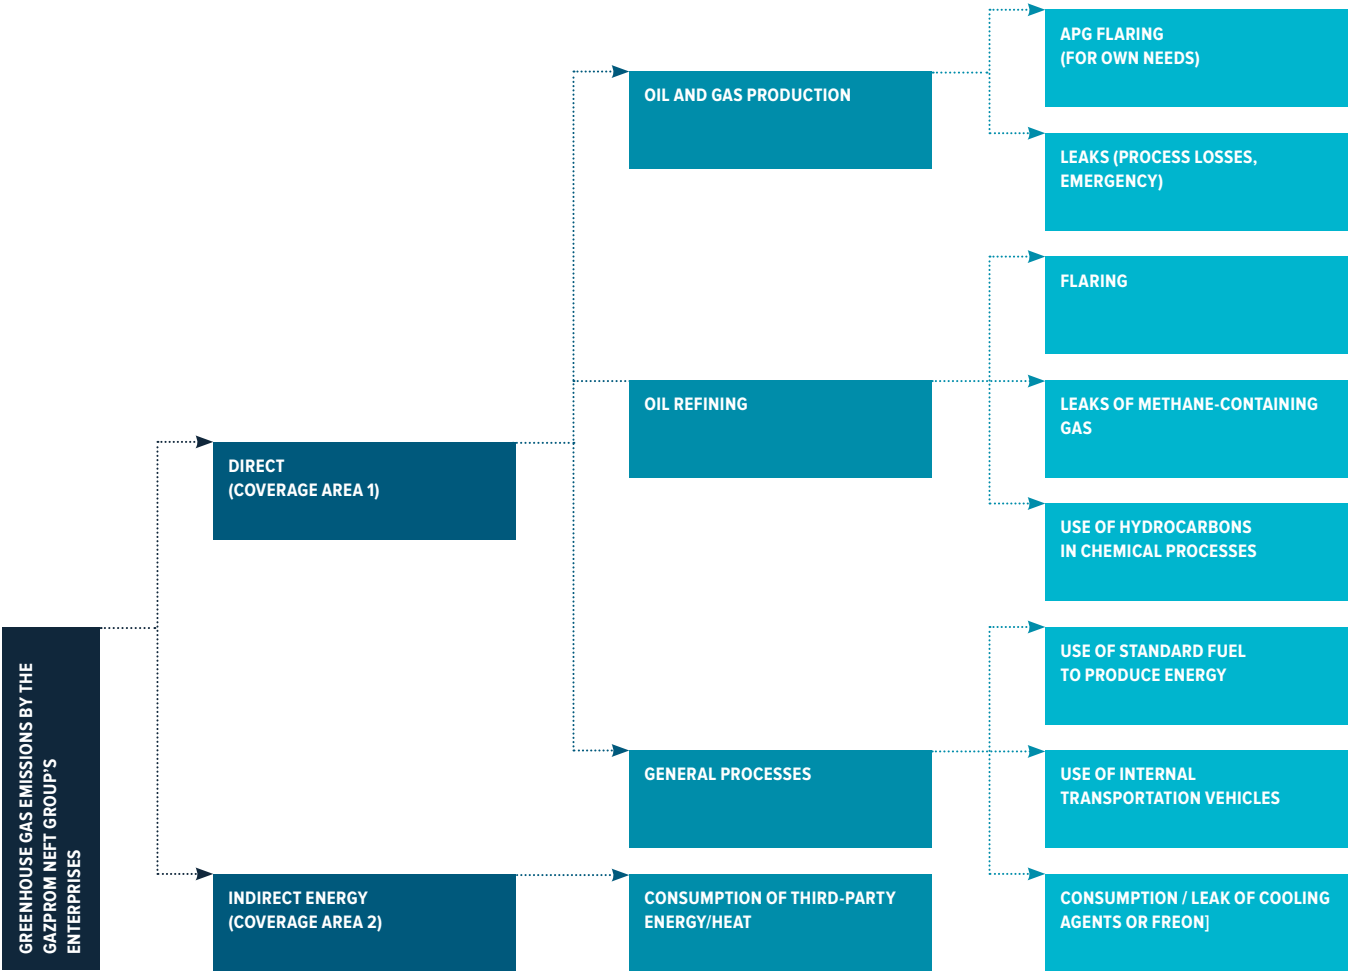 GREENHOUSE GAS EMISSIONS BY THE
GAZPROM NEFT GROUP'S
ENTERPRISES
DIRECT
(COVERAGE AREA 1)
INDIRECT ENERGY
(COVERAGE AREA 2)
OIL AND GAS PRODUCTION
OIL REFINING
GENERAL PROCESSES
CONSUMPTION OF THIRD-PARTY
ENERGY/HEAT
APG FLARING
(FOR OWN NEEDS)
LEAKS (PROCESS LOSSES,
EMERGENCY)
FLARING
LEAKS OF METHANE-CONTAINING
GAS
USE OF HYDROCARBONS
IN CHEMICAL PROCESSES
USE OF STANDARD FUEL
TO PRODUCE ENERGY
USE OF INTERNAL
TRANSPORTATION VEHICLES
CONSUMPTION / LEAK OF COOLING
AGENTS OR FREON]